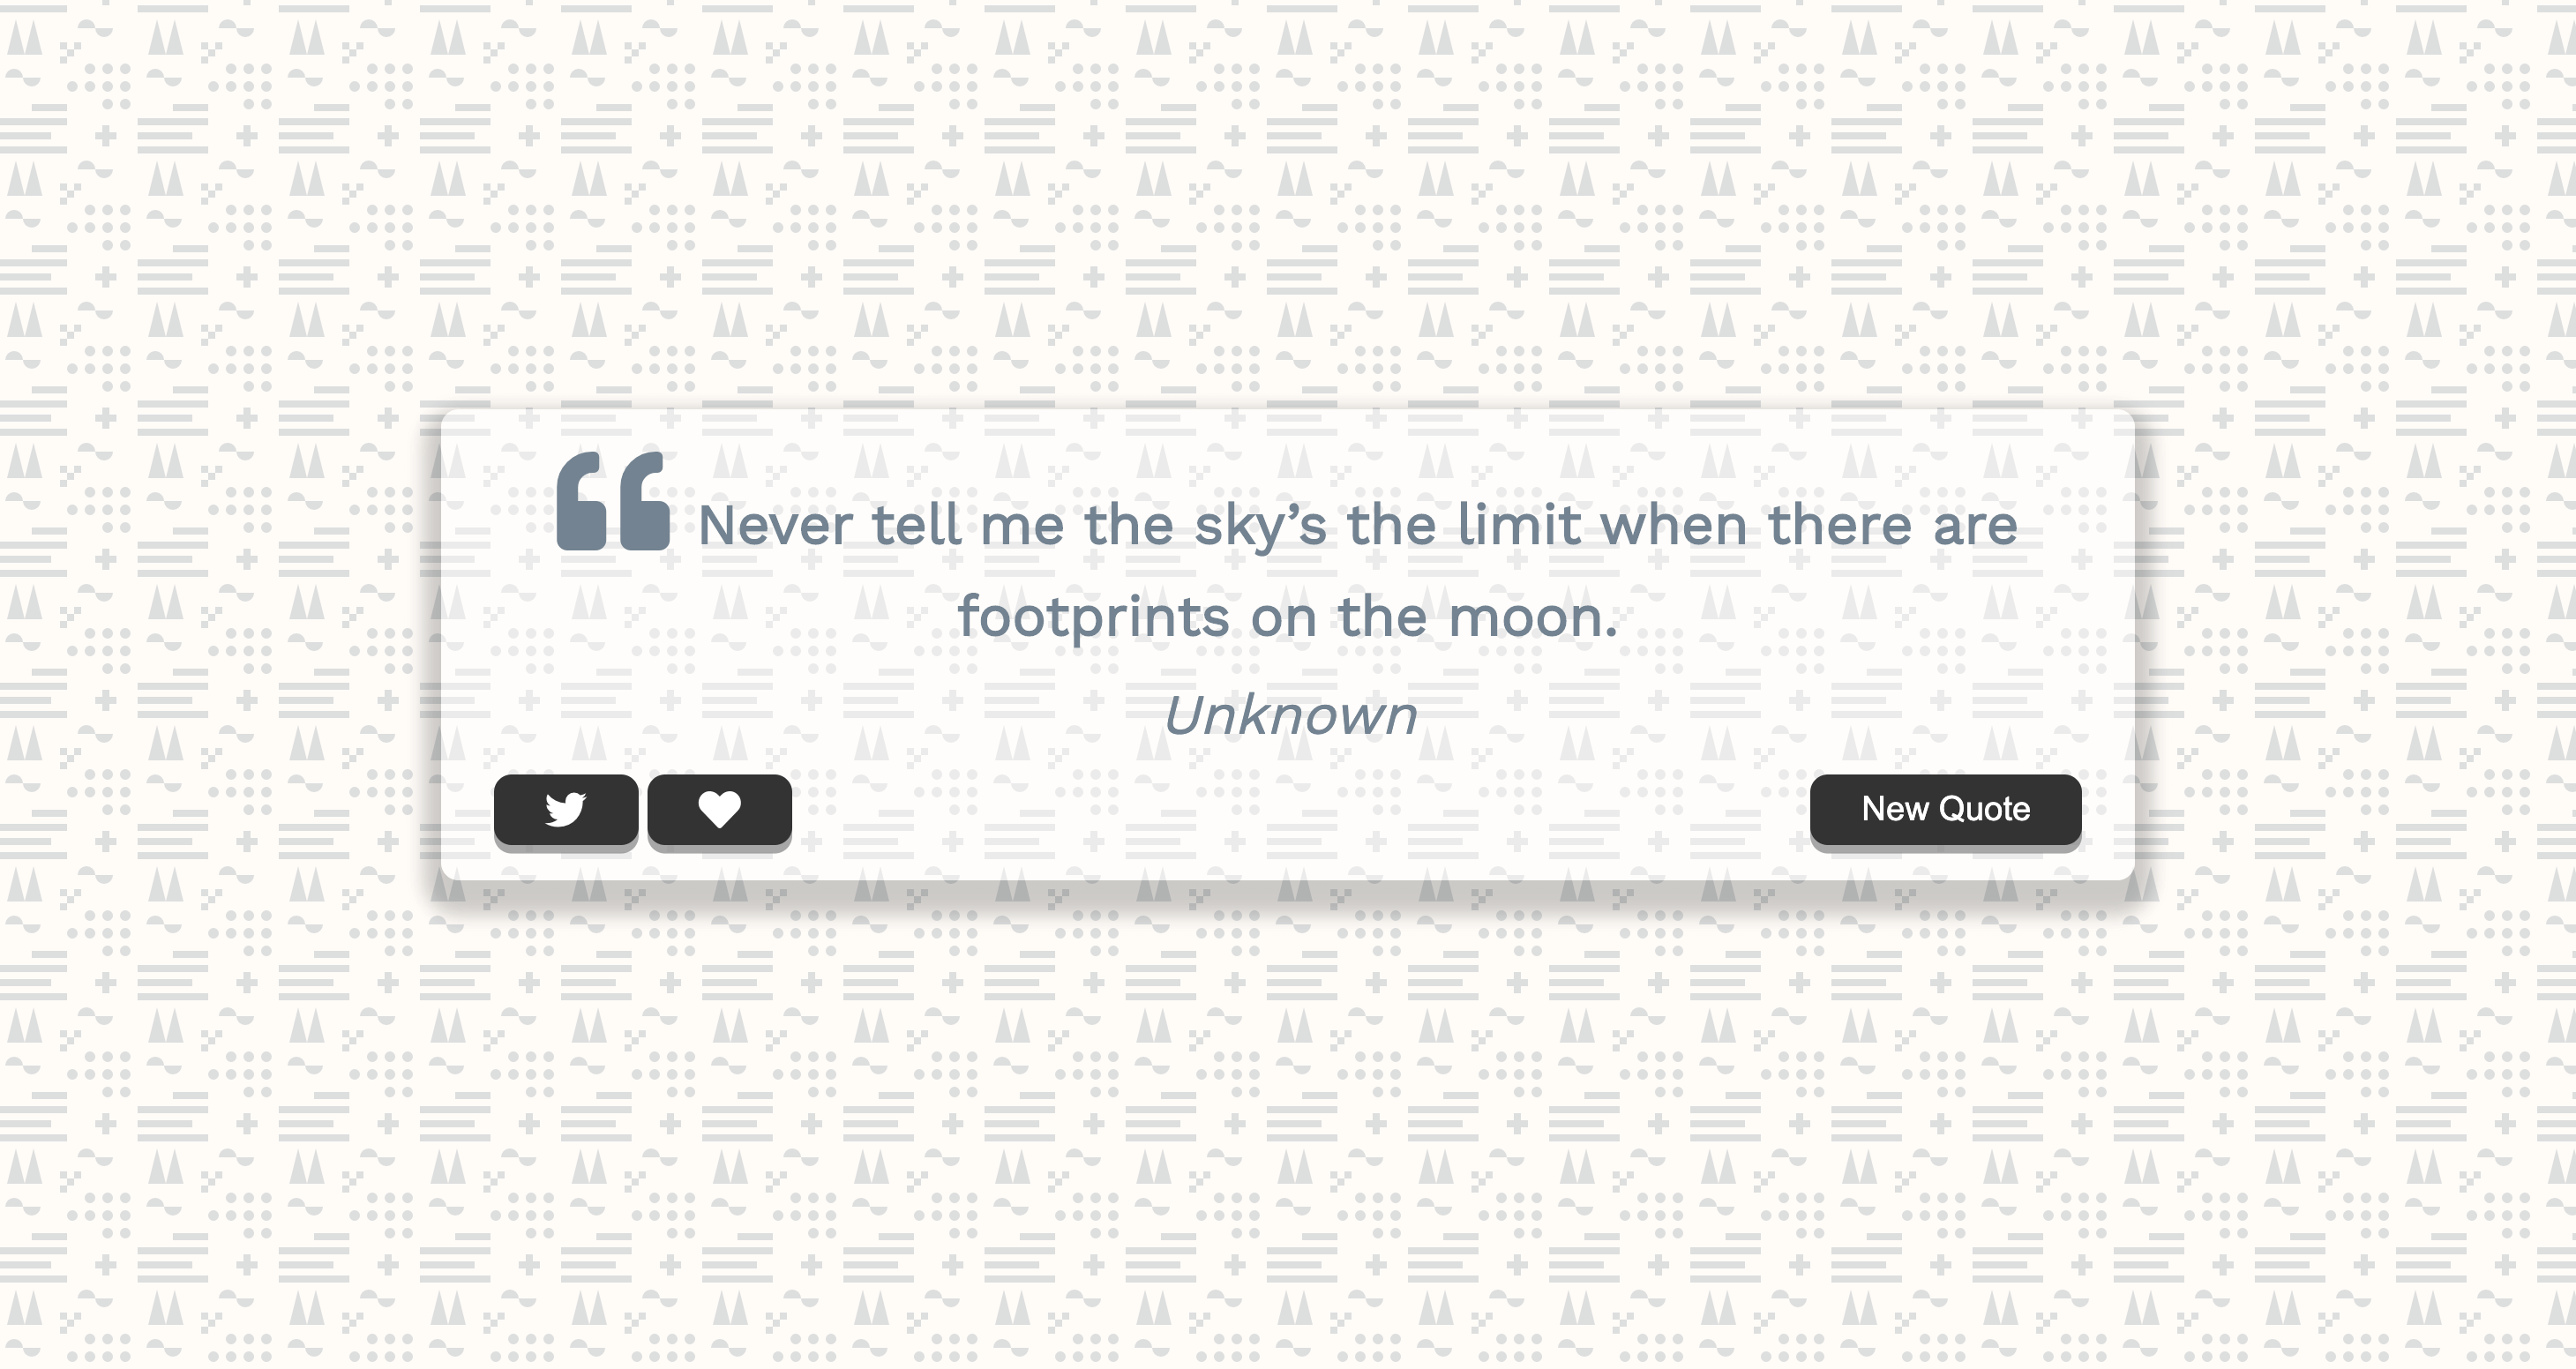 Never tell me the sky’s the limit when there are
footprints on the moon.
Unknown
New Quote